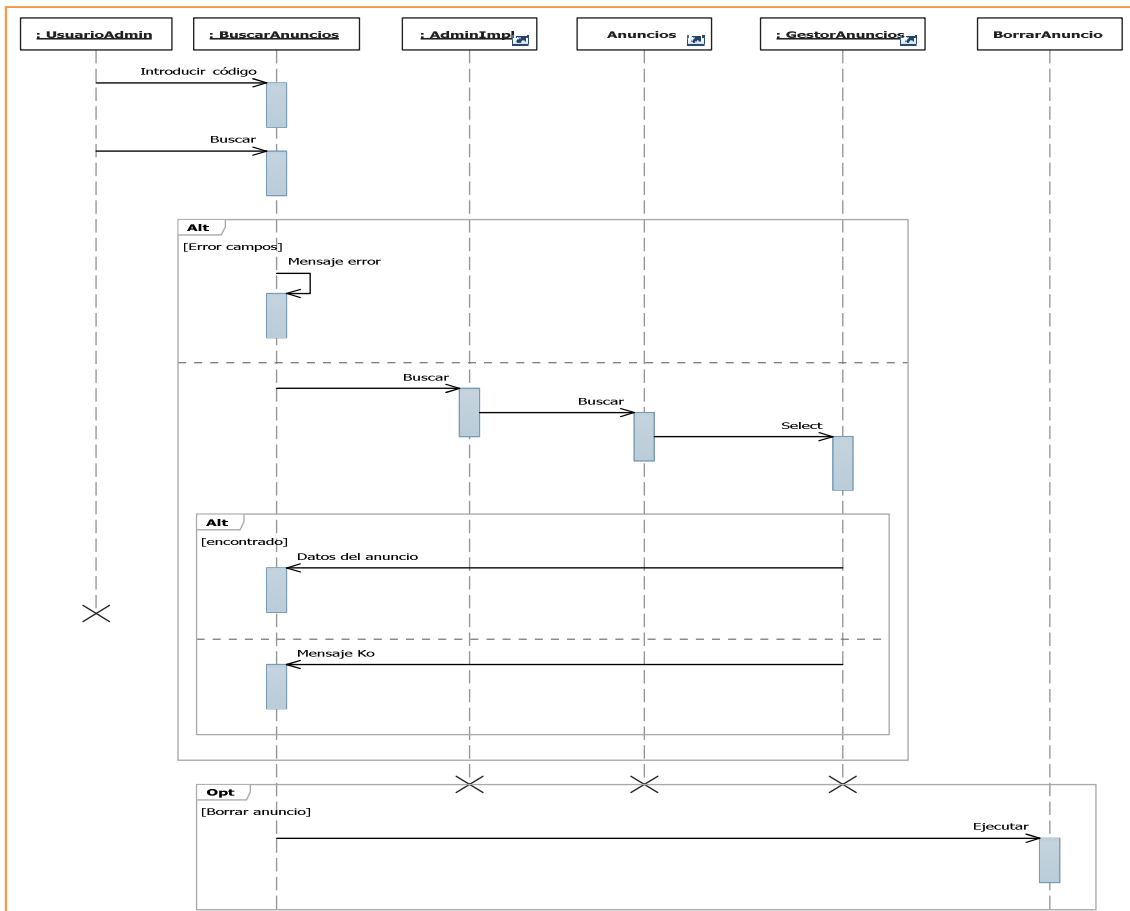 : UsuarioAdmin
: BuscarAnuncios
: AdminImpl
Anuncios
: GestorAnuncios
BorrarAnuncio
Introducir código
Buscar
Alt
[Error campos]
Mensaje error
Buscar
Buscar
Select
Alt
[encontrado]
Datos del anuncio
Mensaje Ko
Opt
[Borrar anuncio]
Ejecutar